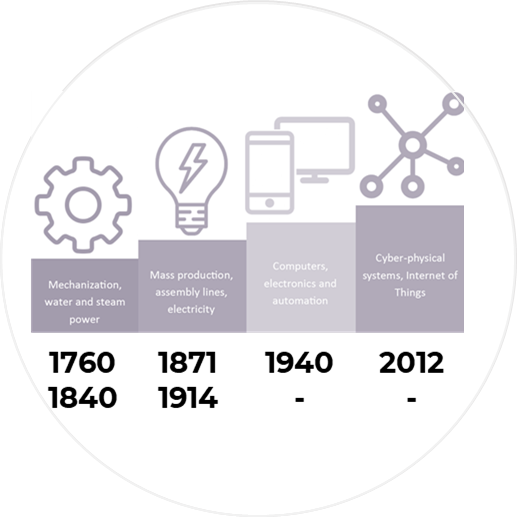 Mechanization,
water and steam
power
Mass production,
assembly lines,
electricity
Computers,
electronics and
automation
Cyber-physical
systems, Internet of
Things
1760 1871 1940 2012
1840 1914 - -